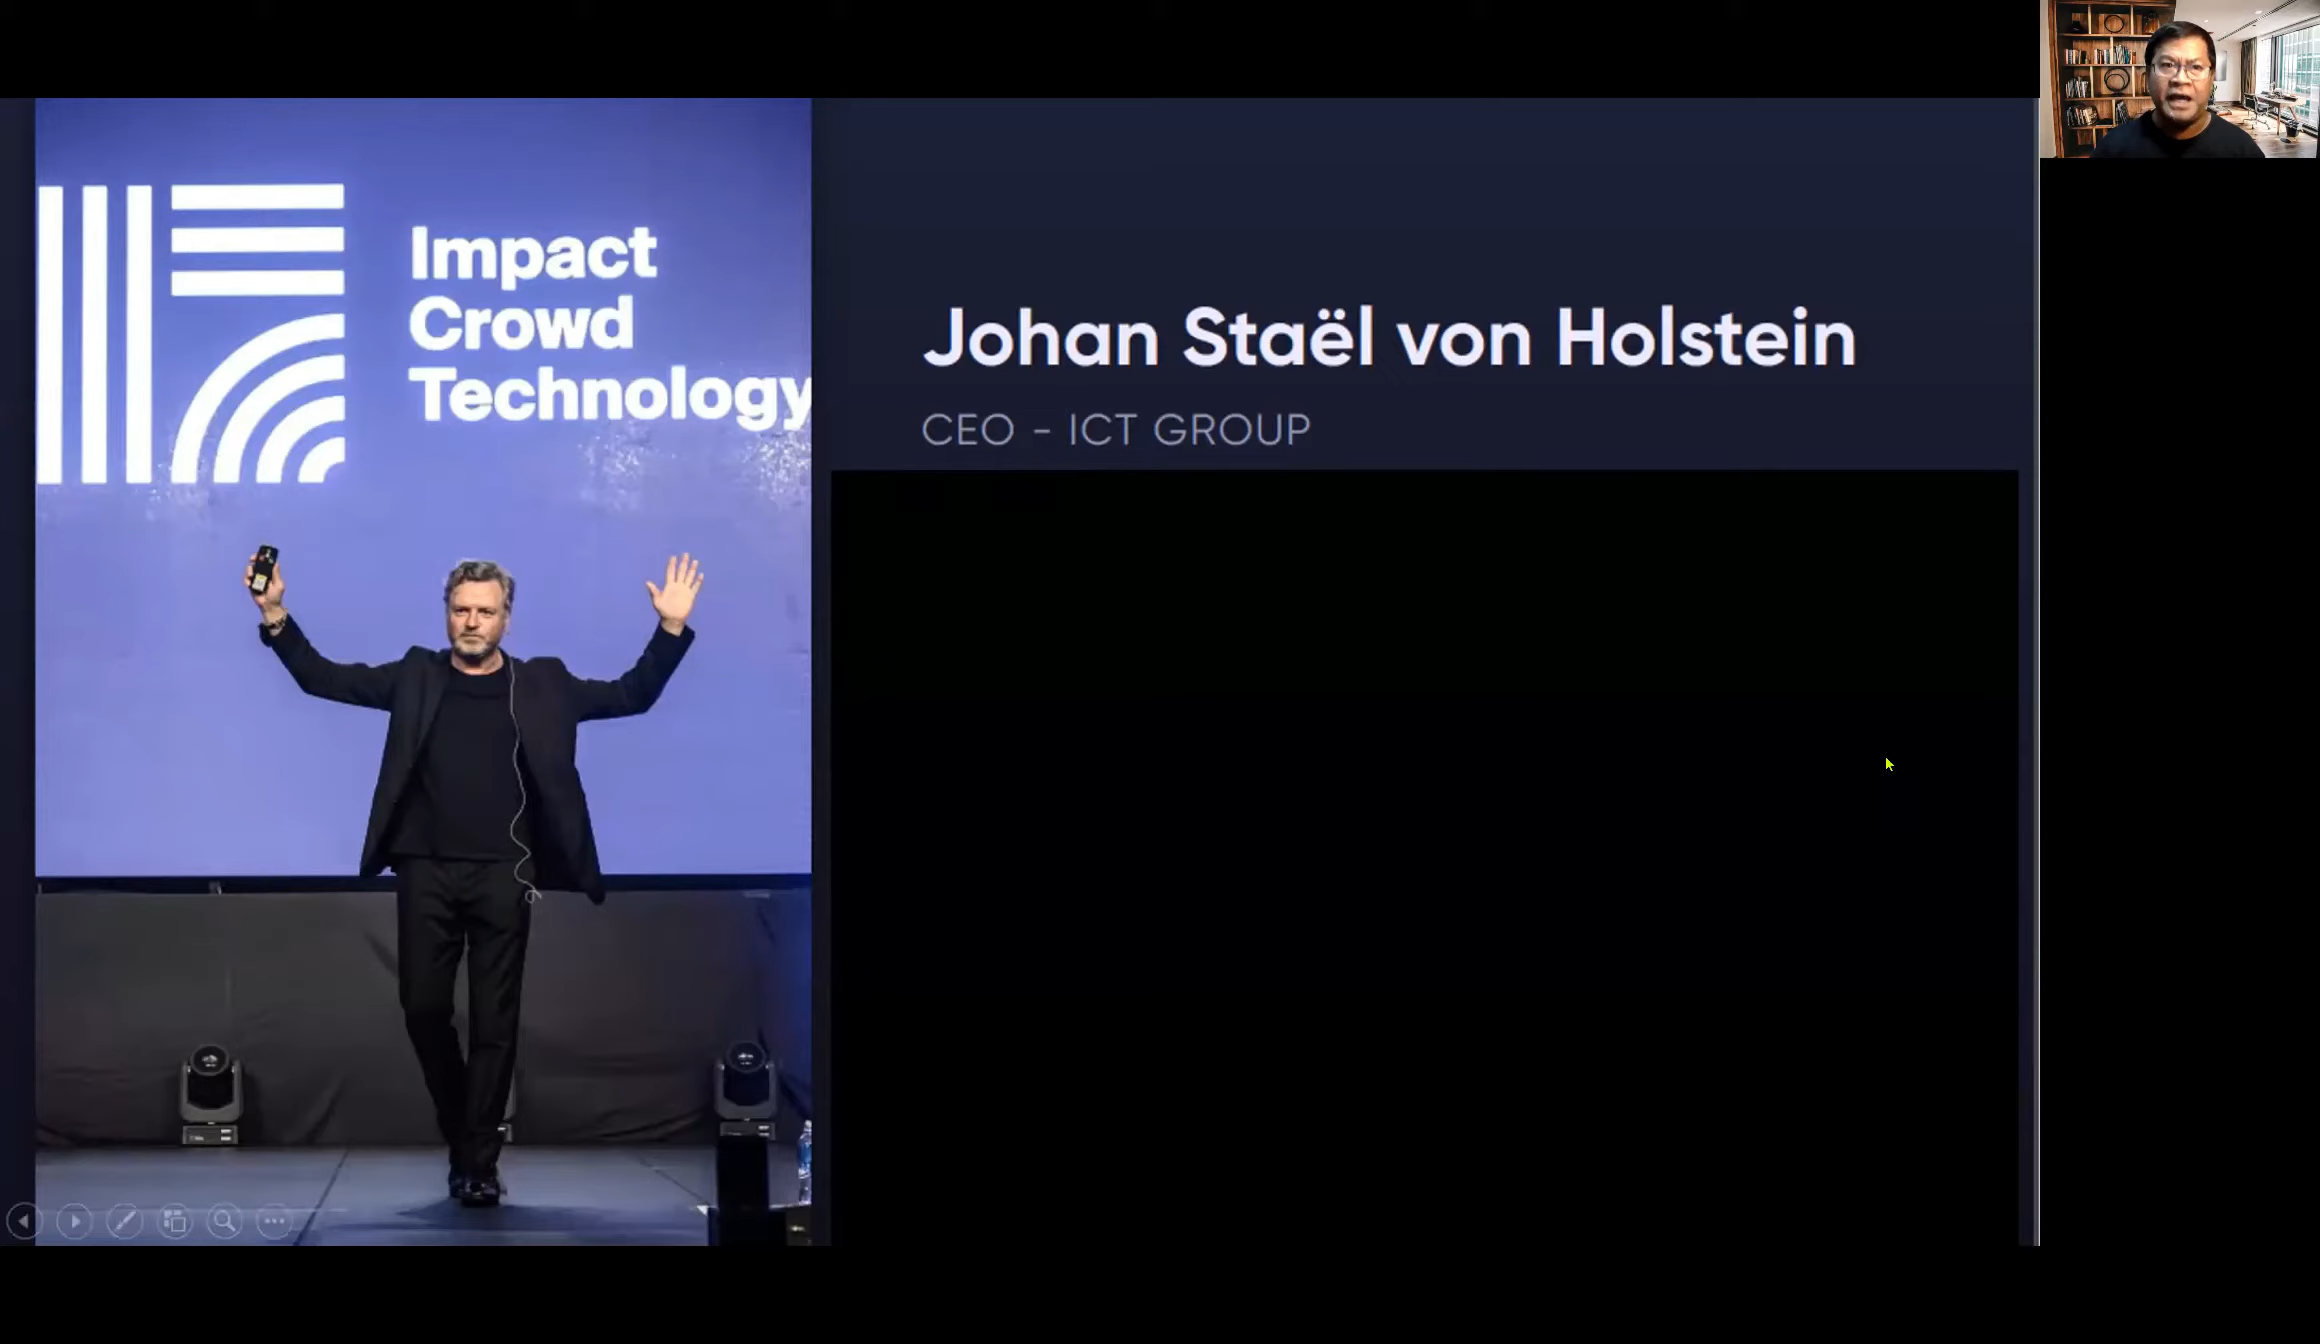 Impact
Crowd
Technology
Johan Staël von Holstein
CEO - ICT GROUP